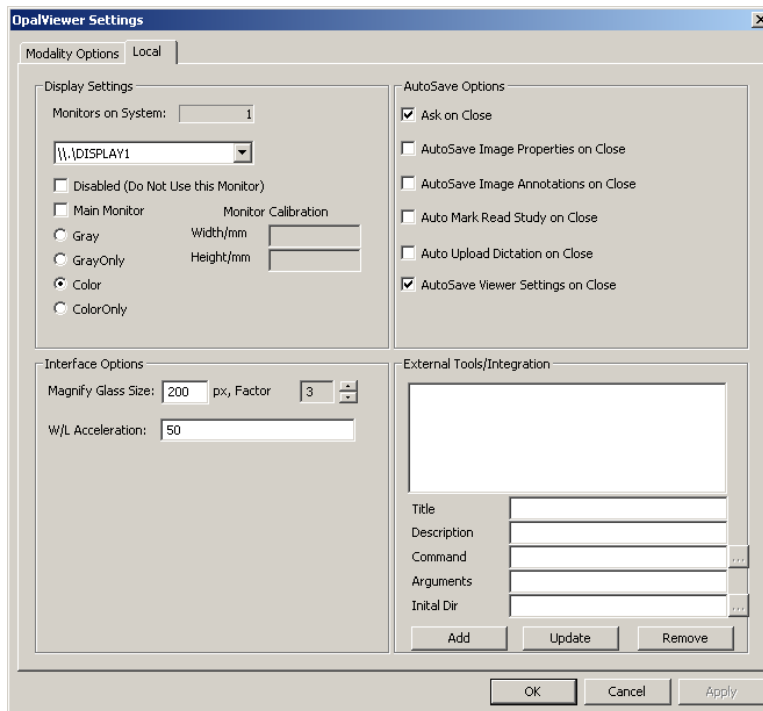 OpalViewer Settings
Modality Options
Local
Display Settings
Monitors on System: 1
\\.\DISPLAY1
Disabled (Do Not Use this Monitor)
Main Monitor
Monitor Calibration
Gray
Width/mm
GrayOnly
Height/mm
Color
ColorOnly
AutoSave Options
Ask on Close
AutoSave Image Properties on Close
AutoSave Image Annotations on Close
Auto Mark Read Study on Close
Auto Upload Dictation on Close
AutoSave Viewer Settings on Close
Interface Options
Magnify Glass Size: 200 px, Factor 3
W/L Acceleration: 50
External Tools/Integration
Title
Description
Command ...
Arguments
Inital Dir ...
Add Update Remove
OK Cancel Apply